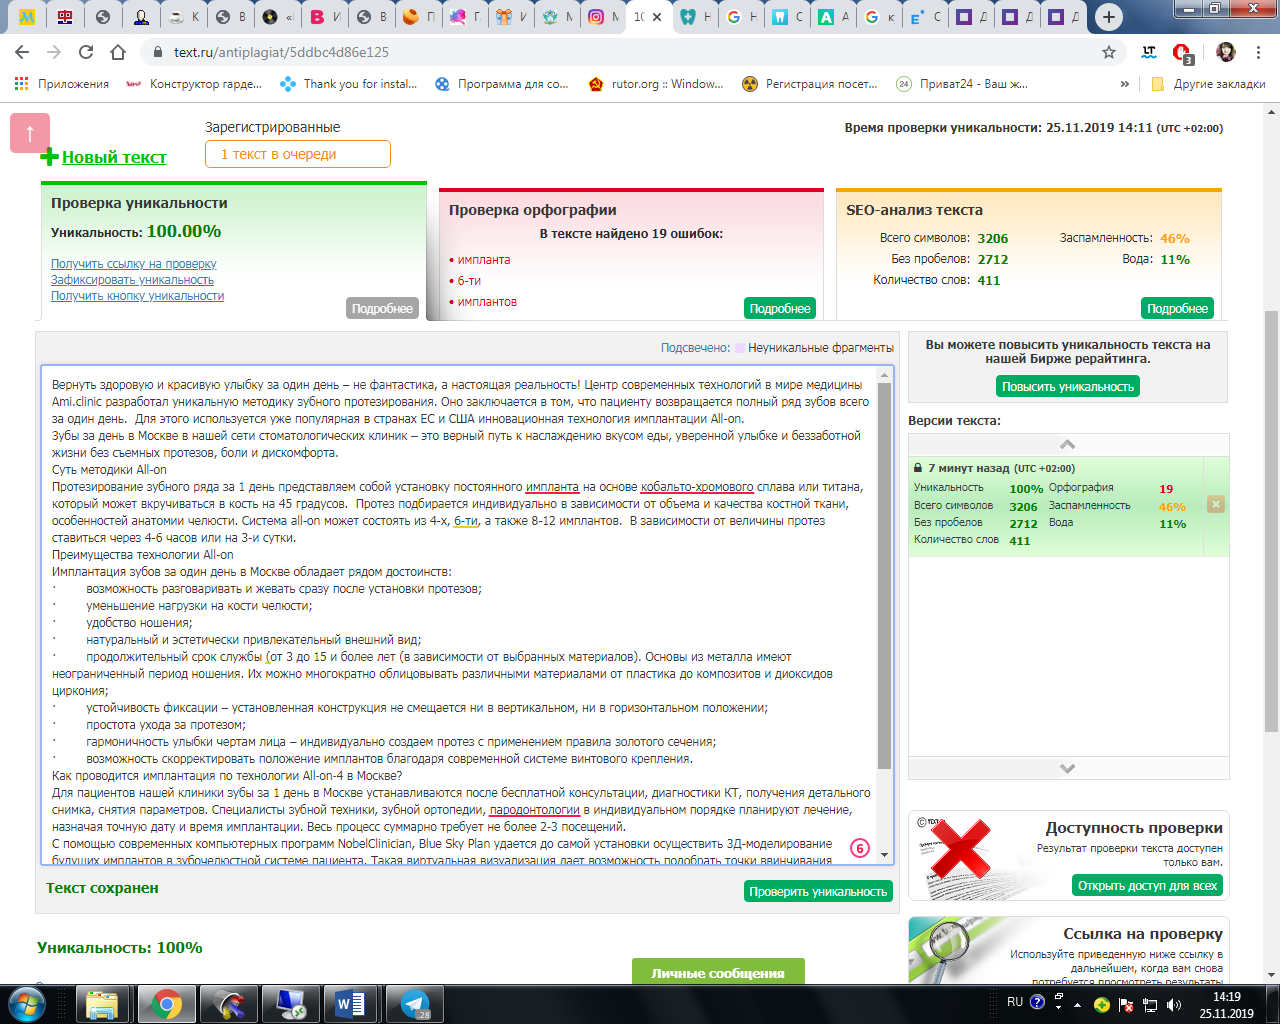 text.ru/antiplagiat/5ddbc4d86e125
3
Приложения
Конструктор гарде...
Thank you for instal...
Программа для со...
rutor.org :: Window...
Регистрация посет...
24
Приват24 - Ваш ж...
»
Другие закладки
↑
Новый текст
Зарегистрированные
1 текст в очереди
Время проверки уникальности: 25.11.2019 14:11 (UTC +02:00)
Проверка уникальности
Уникальность: 100.00%
Получить ссылку на проверку
Зафиксировать уникальность
Получить кнопку уникальности
Подробнее
Проверка орфографии
В тексте найдено 19 ошибок:
• импланта
• 6-ти
• имплантов
Подробнее
SEO-анализ текста
Всего символов: 3206
Заспамленность: 46%
Без пробелов: 2712
Вода: 11%
Количество слов: 411
Подробнее
Подсвечено: Неуникальные фрагменты
Вернуть здоровую и красивую улыбку за один день – не фантастика, а настоящая реальность! Центр современных технологий в мире медицины
Ami.clinic разработал уникальную методику зубного протезирования. Оно заключается в том, что пациенту возвращается полный ряд зубов всего
за один день. Для этого используется уже популярная в странах ЕС и США инновационная технология имплантации All-on.
Зубы за день в Москве в нашей сети стоматологических клиник – это верный путь к наслаждению вкусом еды, уверенной улыбке и беззаботной
жизни без съемных протезов, боли и дискомфорта.
Суть методики All-on
Протезирование зубного ряда за 1 день представляем собой установку постоянного импланта на основе кобальто-хромового сплава или титана,
который может вкручиваться в кость на 45 градусов. Протез подбирается индивидуально в зависимости от объема и качества костной ткани,
особенностей анатомии челюсти. Система all-on может состоять из 4-х, 6-ти, а также 8-12 имплантов. В зависимости от величины протез
ставиться через 4-6 часов или на 3-и сутки.
Преимущества технологии All-on
Имплантация зубов за один день в Москве обладает рядом достоинств:
· возможность разговаривать и жевать сразу после установки протезов;
· уменьшение нагрузки на кости челюсти;
· удобство ношения;
· натуральный и эстетически привлекательный внешний вид;
· продолжительный срок службы (от 3 до 15 и более лет (в зависимости от выбранных материалов). Основы из металла имеют
неограниченный период ношения. Их можно многократно облицовывать различными материалами от пластика до композитов и диоксидов
циркония;
· устойчивость фиксации – установленная конструкция не смещается ни в вертикальном, ни в горизонтальном положении;
· простота ухода за протезом;
· гармоничность улыбки чертам лица – индивидуально создаем протез с применением правила золотого сечения;
· возможность скорректировать положение имплантов благодаря современной системе винтового крепления.
Как проводится имплантация по технологии All-on-4 в Москве?
Для пациентов нашей клиники зубы за 1 день в Москве устанавливаются после бесплатной консультации, диагностики КТ, получения детального
снимка, снятия параметров. Специалисты зубной техники, зубной ортопедии, пародонтологии в индивидуальном порядке планируют лечение,
назначая точную дату и время имплантации. Весь процесс суммарно требует не более 2-3 посещений.
С помощью современных компьютерных программ NobelClinician, Blue Sky Plan удается до самой установки осуществить 3Д-моделирование
будущих имплантов в зубочелюстной системе пациента. Такая виртуальная визуализация дает возможность подобрать точки ввинчивания
6
Текст сохранен
Проверить уникальность
Уникальность: 100%
Личные сообщения
Вы можете повысить уникальность текста на
нашей Бирже рерайтинга.
Повысить уникальность
Версии текста:
7 минут назад (UTC +02:00)
Уникальность 100% Орфография 19
Всего символов 3206 Заспамленность 46%
Без пробелов 2712 Вода 11%
Количество слов 411
Доступность проверки
Результат проверки текста доступен
только вам.
Открыть доступ для всех
Ссылка на проверку
Используйте приведенную ниже ссылку в
дальнейшем, когда вам снова
потребуется просмотреть результаты
28
RU
14:19
25.11.2019